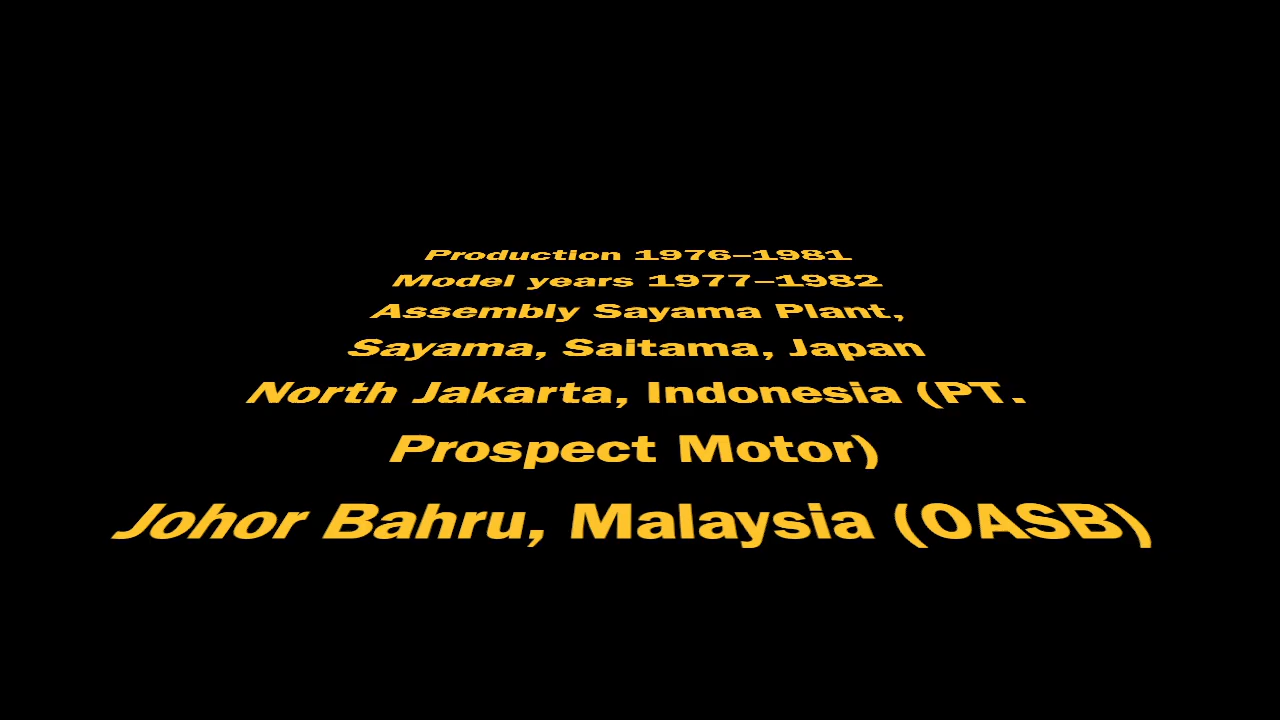 Production 1976–1981
Model years 1977–1982
Assembly Sayama Plant,
Sayama, Saitama, Japan
North Jakarta, Indonesia (PT.
Prospect Motor)
Johor Bahru, Malaysia (OASB)